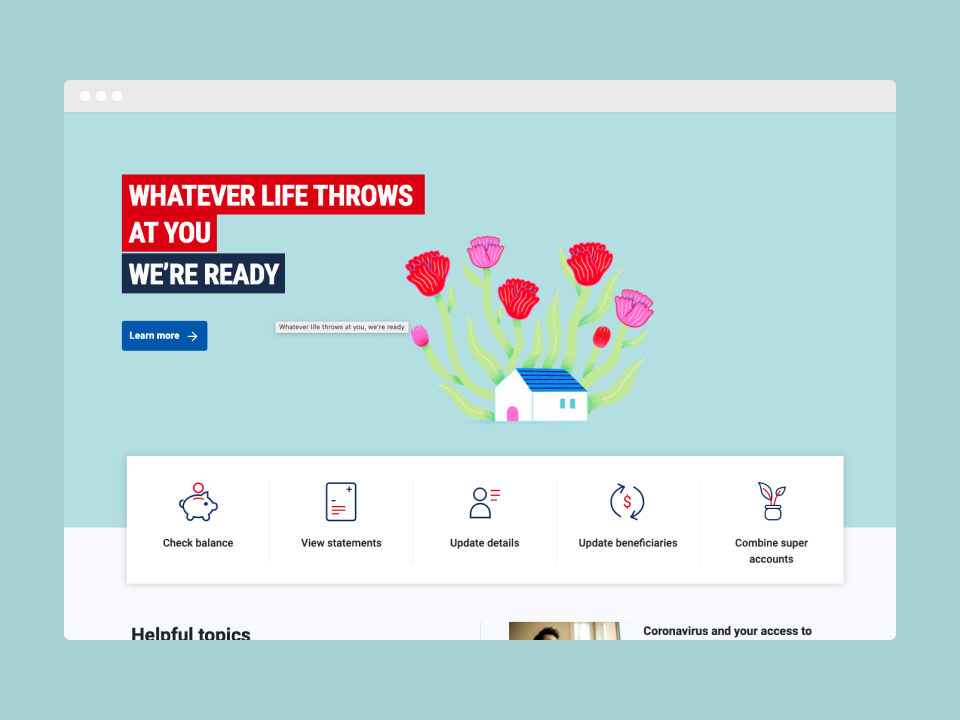 WHATEVER LIFE THROWS
AT YOU
WE’RE READY
Learn more
Whatever life throws at you, we're ready
Check balance
View statements
Update details
Update beneficiaries
Combine super
accounts
$
Helpful topics
Coronavirus and your access to